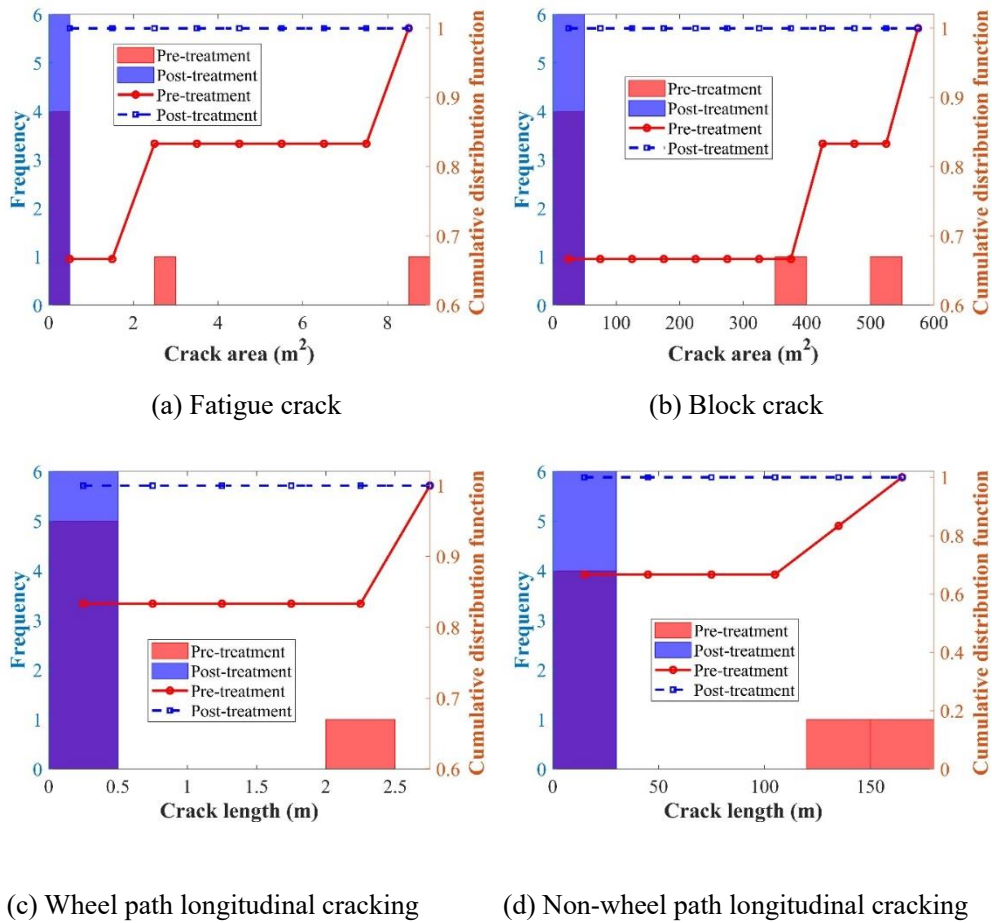 6
5
4
3
2
1
0
Frequency
Pre-treatment
Post-treatment
Pre-treatment
Post-treatment
1
0.9
0.8
0.7
0.6
Cumulative distribution function
0 2 4 6 8
Crack area (m²)
(a) Fatigue crack
6
5
4
3
2
1
0
Frequency
Pre-treatment
Post-treatment
Pre-treatment
Post-treatment
1
0.9
0.8
0.7
0.6
Cumulative distribution function
0 100 200 300 400 500 600
Crack area (m²)
(b) Block crack
6
5
4
3
2
1
0
Frequency
Pre-treatment
Post-treatment
Pre-treatment
Post-treatment
1
0.9
0.8
0.7
0.6
Cumulative distribution function
0 0.5 1 1.5 2 2.5
Crack length (m)
(c) Wheel path longitudinal cracking
6
5
4
3
2
1
0
Frequency
Pre-treatment
Post-treatment
Pre-treatment
Post-treatment
1
0.8
0.6
0.4
0.2
0
Cumulative distribution function
0 50 100 150
Crack length (m)
(d) Non-wheel path longitudinal cracking